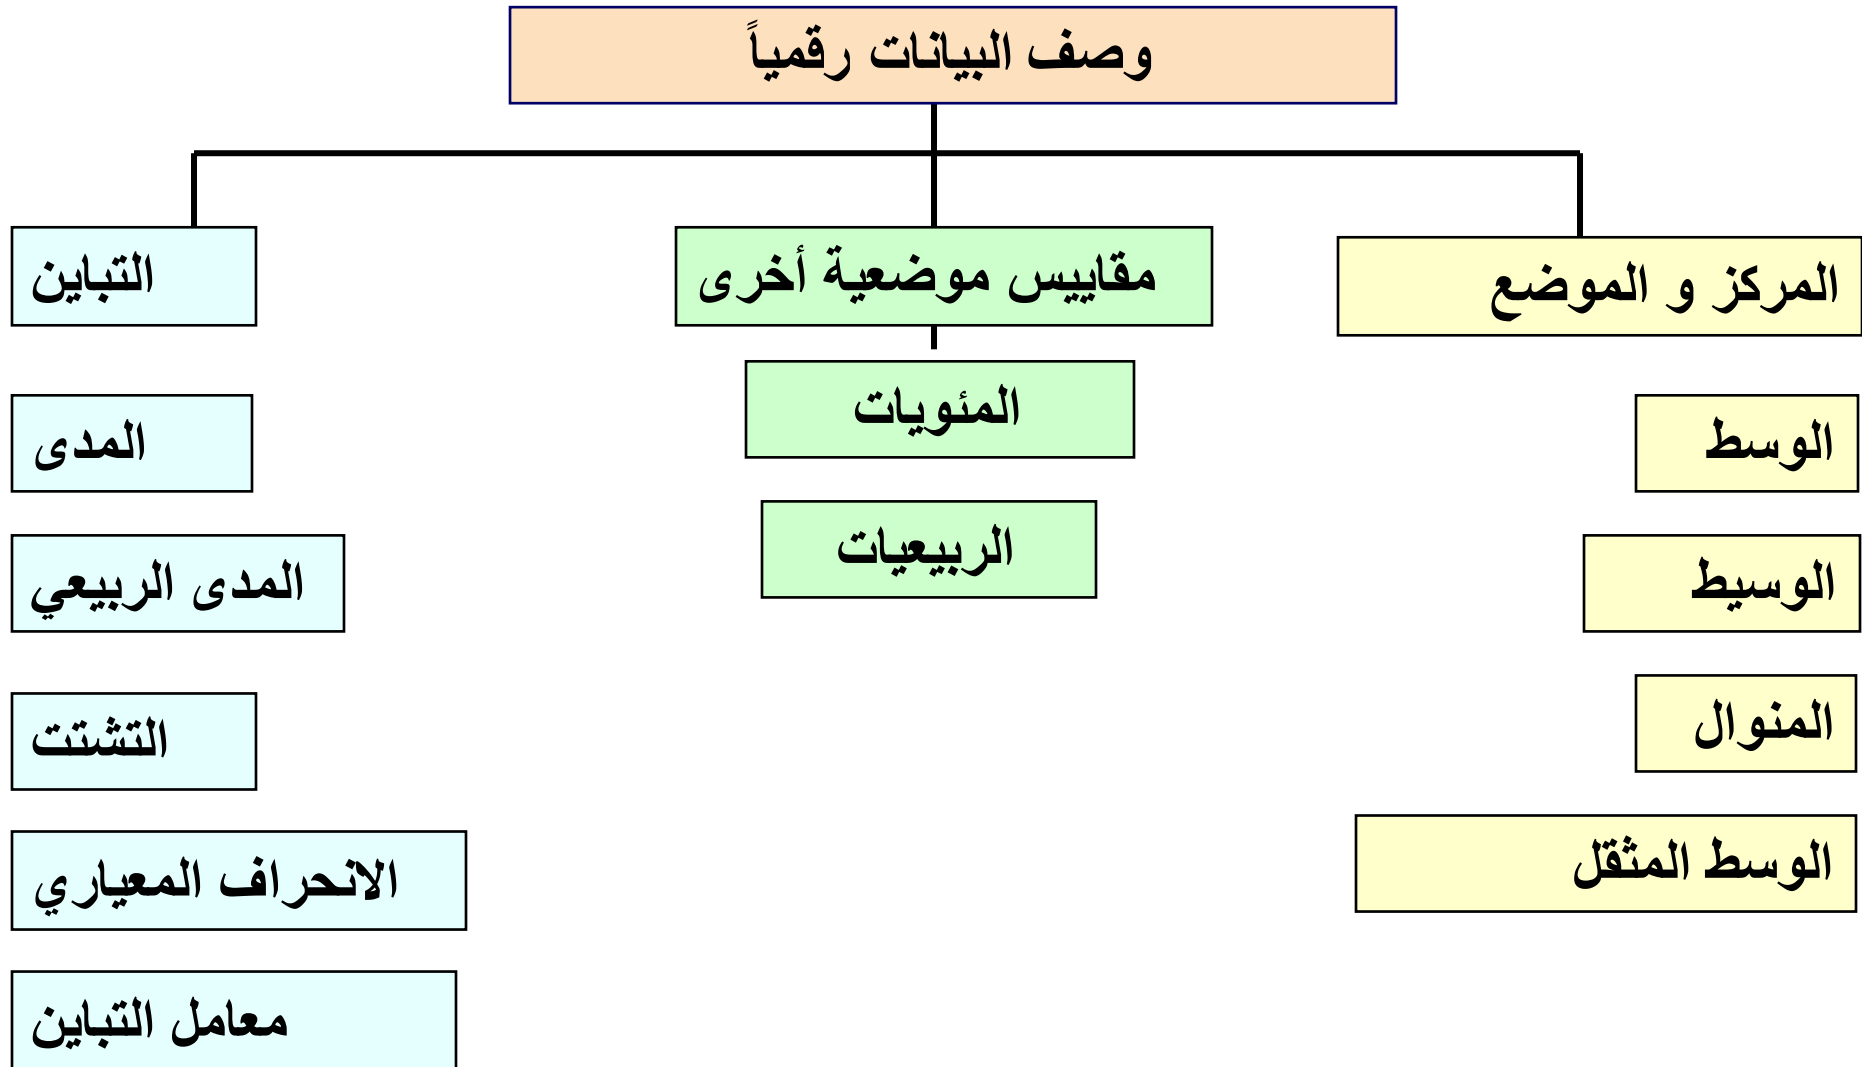 وصف البيانات رقمياً
المركز و الموضع
مقاييس موضعية أخرى
التباين
الوسط
المئويات
المدى
الوسيط
الربيعيات
المدى الربيعي
المنوال
التشتت
الوسط المثقل
الانحراف المعياري
معامل التباين